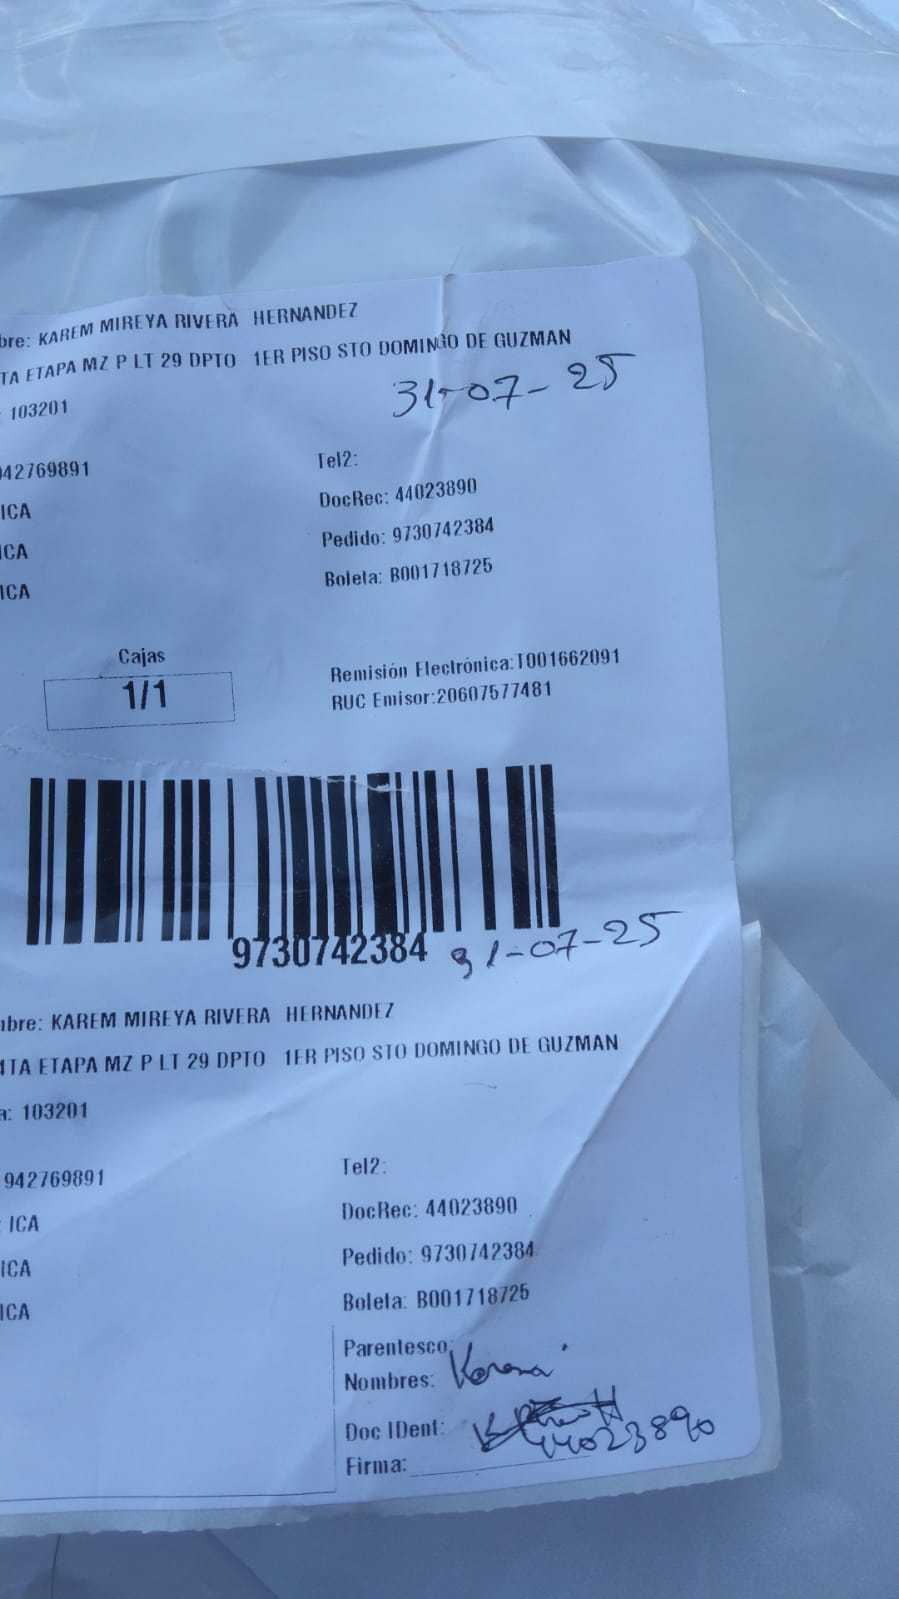 bre: KAREM MIREYA RIVERA HERNANDEZ
TA ETAPA MZ P LT 29 DPTO 1ER PISO STO DOMINGO DE GUZMAN
31-07-25
: 103201
942769891
Tel2:
ICA
DocRec: 44023890
ICA
Pedido: 9730742384
ICA
Boleta: B001718725
Cajas
1/1
Remisión Electrónica:T001662091
RUC Emisor:20607577481
9730742384 31-07-25
bre: KAREM MIREYA RIVERA HERNANDEZ
4TA ETAPA MZ P LT 29 DPTO 1ER PISO STO DOMINGO DE GUZMAN
a: 103201
942769891
Tel2:
: ICA
DocRec: 44023890
ICA
Pedido: 9730742384
ICA
Boleta: B001718725
Parentesco:
Nombres:
Doc IDent: 44023890
Firma: